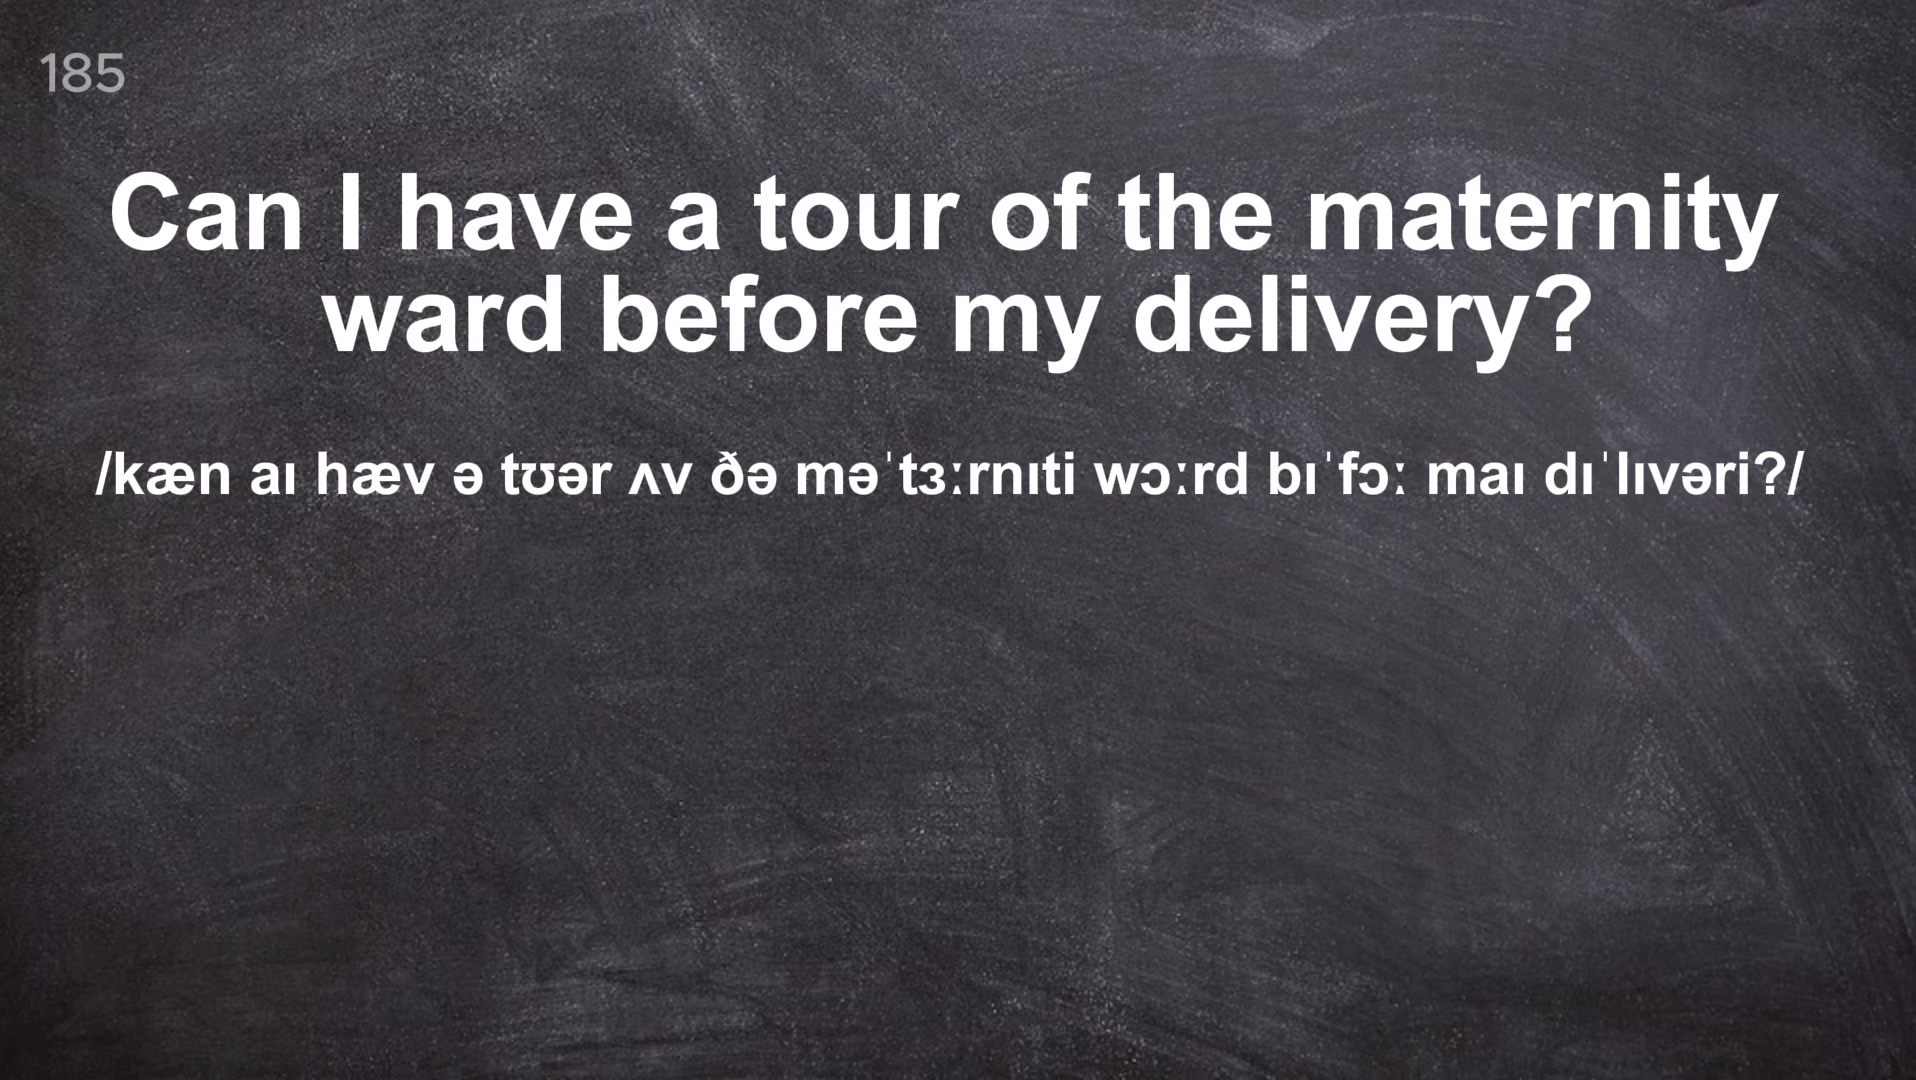 185
Can I have a tour of the maternity
ward before my delivery?
/kæn aɪ hæv ə tʊər ʌv ðə məˈtɜːrnɪti wɔːrd bɪˈfɔː maɪ dɪˈlɪvəri?/